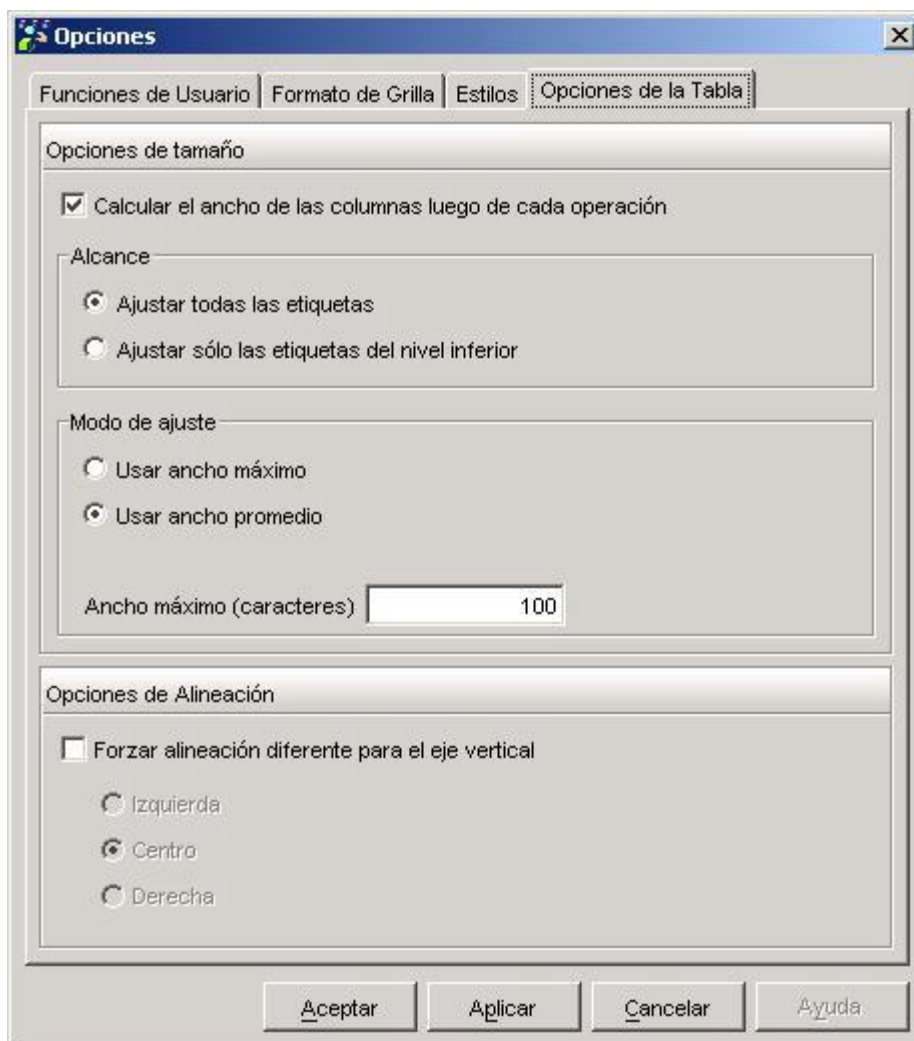 Opciones
Funciones de Usuario Formato de Grilla Estilos Opciones de la Tabla
Opciones de tamaño
Calcular el ancho de las columnas luego de cada operación
Alcance
Ajustar todas las etiquetas
Ajustar sólo las etiquetas del nivel inferior
Modo de ajuste
Usar ancho máximo
Usar ancho promedio
Ancho máximo (caracteres) 100
Opciones de Alineación
Forzar alineación diferente para el eje vertical
Izquierda
Centro
Derecha
Aceptar Aplicar Cancelar Ayuda